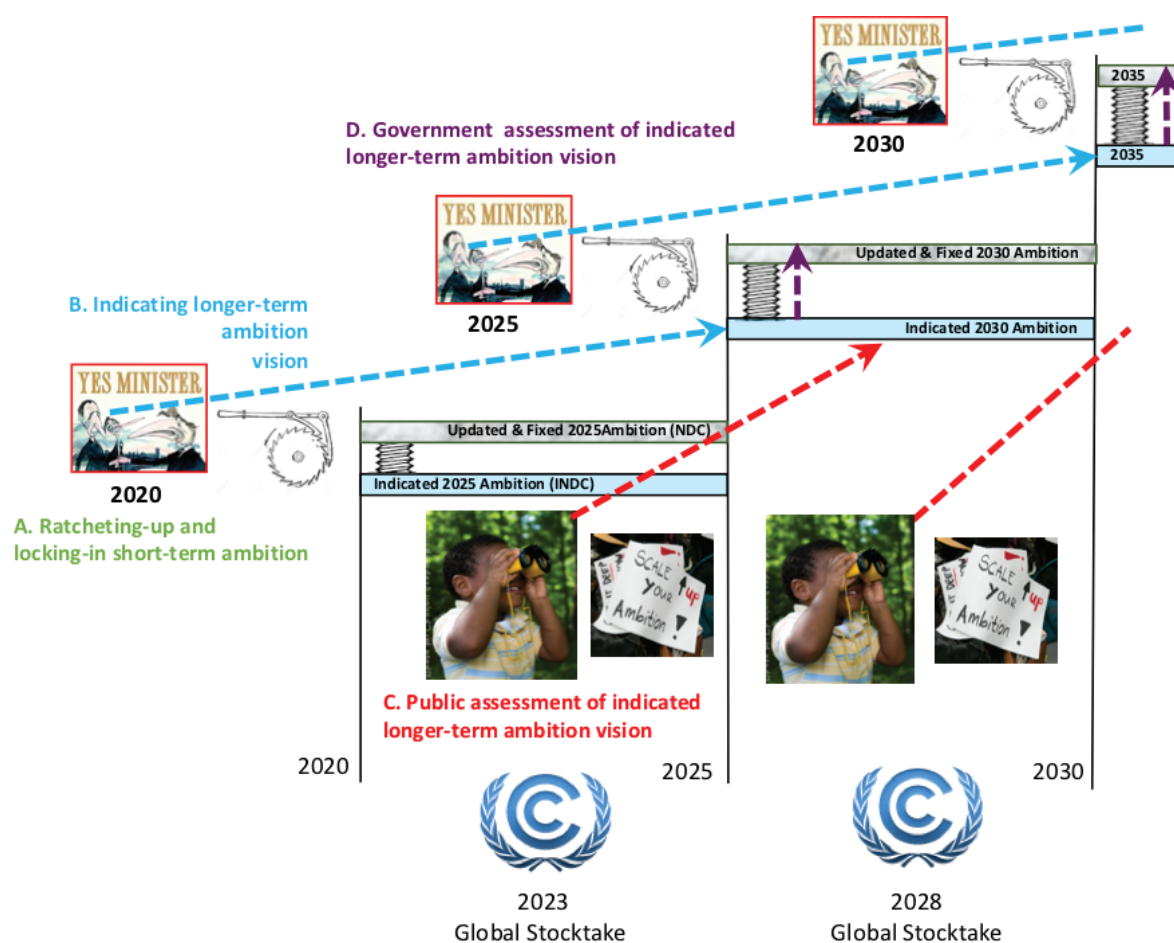 YES MINISTER
2030
2035
2035
D. Government assessment of indicated
longer-term ambition vision
YES MINISTER
2025
Updated & Fixed 2030 Ambition
Indicated 2030 Ambition
B. Indicating longer-term
ambition
vision
YES MINISTER
2020
Updated & Fixed 2025Ambition (NDC)
Indicated 2025 Ambition (INDC)
A. Ratcheting-up and
locking-in short-term ambition
SCALE
YOUR up
AMBiTiON !
SCALE
YOUR up
AMBiTiON !
C. Public assessment of indicated
longer-term ambition vision
2020
2025
2030
2023
Global Stocktake
2028
Global Stocktake